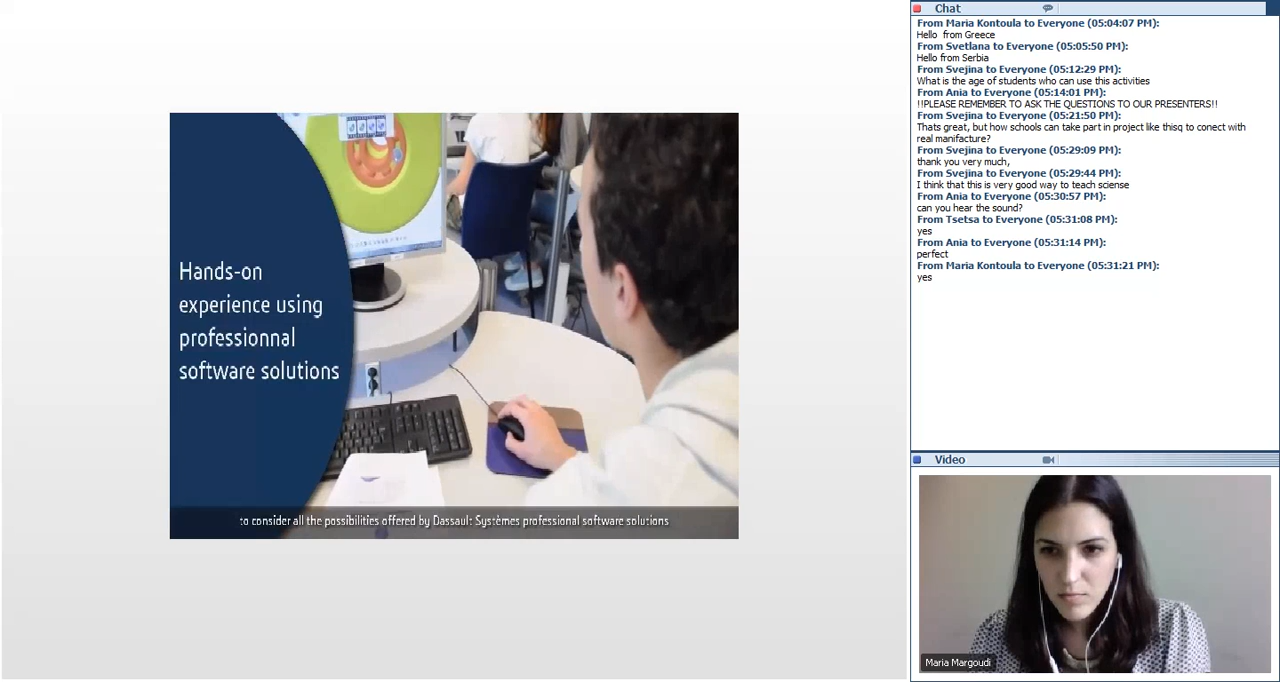 Hands-on
experience using
professionnal
software solutions
to consider all the possibilities offered by Dassault Systèmes professional software solutions
Chat
From Maria Kontoula to Everyone (05:04:07 PM):
Hello from Greece
From Svetlana to Everyone (05:05:50 PM):
Hello from Serbia
From Svejina to Everyone (05:12:29 PM):
What is the age of students who can use this activities
From Ania to Everyone (05:14:01 PM):
!!PLEASE REMEMBER TO ASK THE QUESTIONS TO OUR PRESENTERS!!
From Svejina to Everyone (05:21:50 PM):
Thats great, but how schools can take part in project like thisq to conect with
real manifacture?
From Svejina to Everyone (05:29:09 PM):
thank you very much,
From Svejina to Everyone (05:29:44 PM):
I think that this is very good way to teach sciense
From Ania to Everyone (05:30:57 PM):
can you hear the sound?
From Tsetsa to Everyone (05:31:08 PM):
yes
From Ania to Everyone (05:31:14 PM):
perfect
From Maria Kontoula to Everyone (05:31:21 PM):
yes
Video
Maria Margoudi